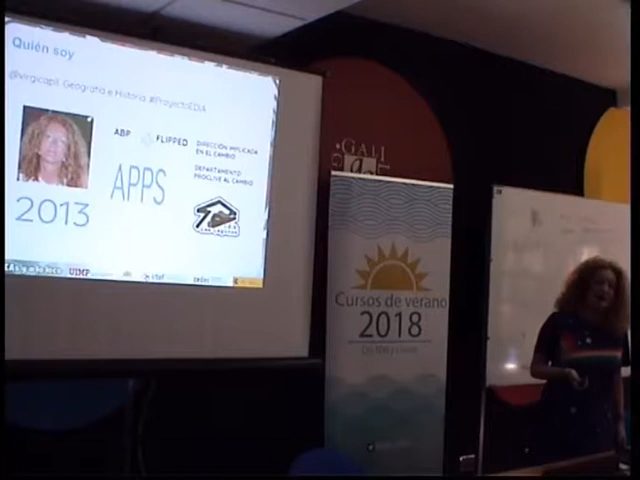 Quién soy
@virgicapil Geografía e Historia #ProyectoEDIA
ABP
FLIPPED
DIRECCIÓN IMPLICADA
EN EL CAMBIO
APPS
DEPARTAMENTO
PROCLIVE AL CAMBIO
2013
UIMP
Cursos de verano
2018